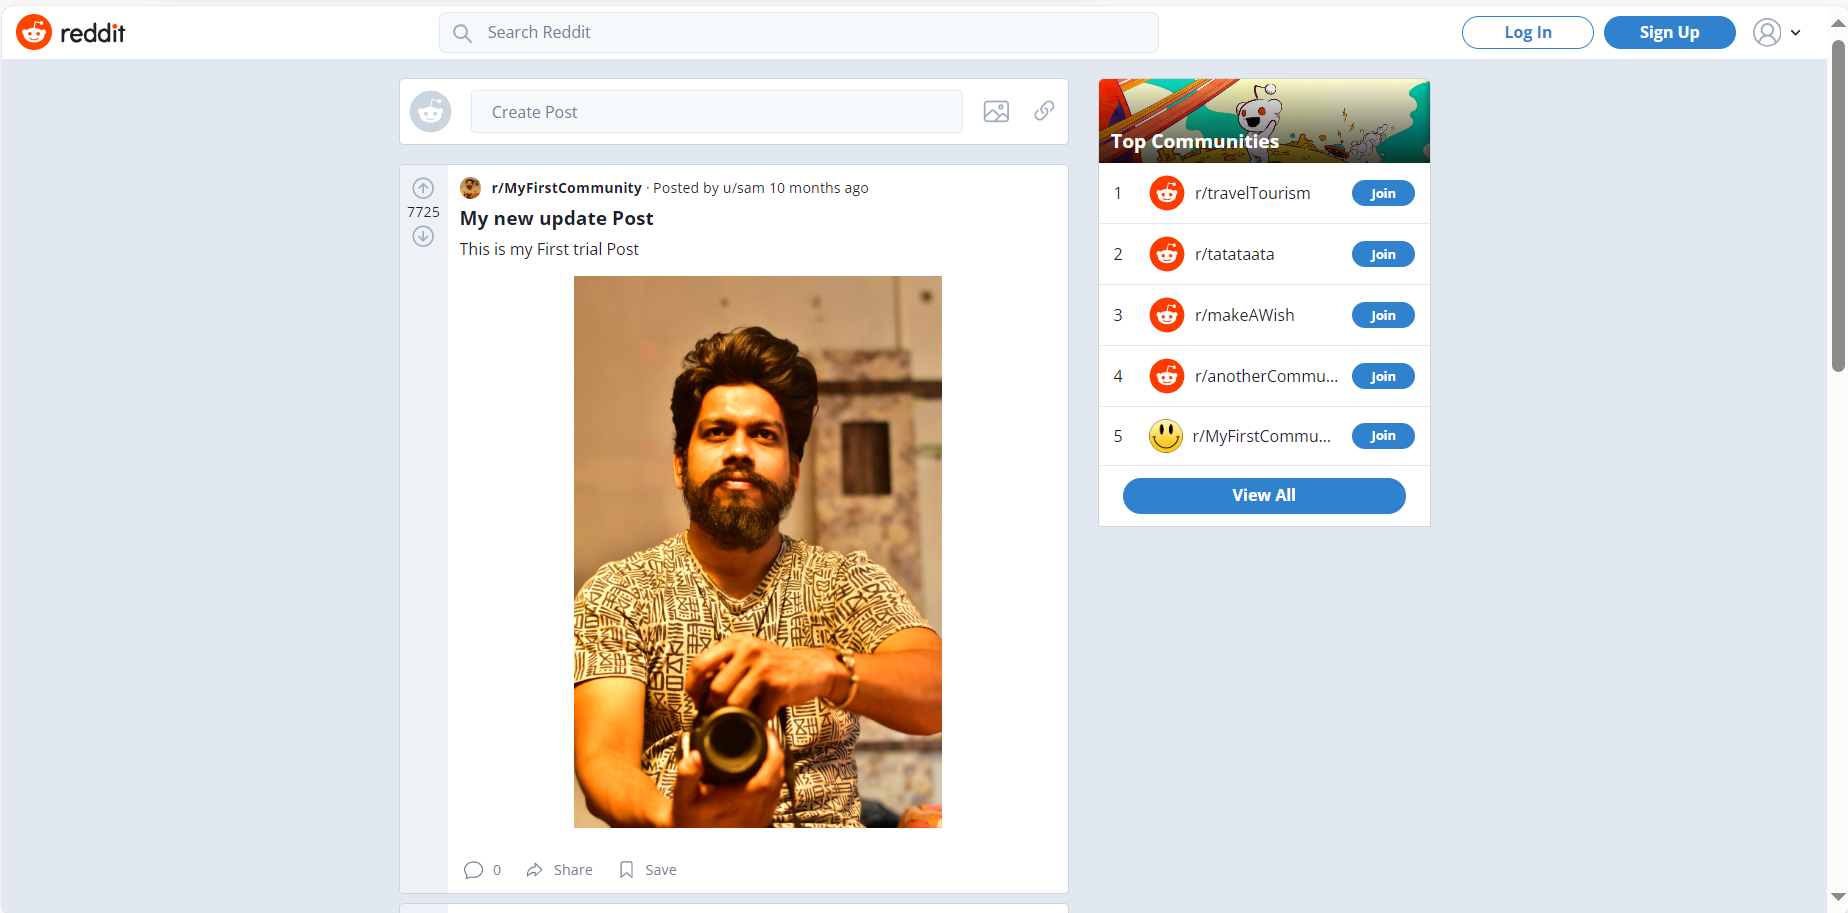 reddit
Search Reddit
Log In
Sign Up
Create Post
r/MyFirstCommunity · Posted by u/sam 10 months ago
7725
My new update Post
This is my First trial Post
0
Share
Save
Top Communities
1 r/travelTourism Join
2 r/tatataata Join
3 r/makeAWish Join
4 r/anotherCommu... Join
5 r/MyFirstCommu... Join
View All